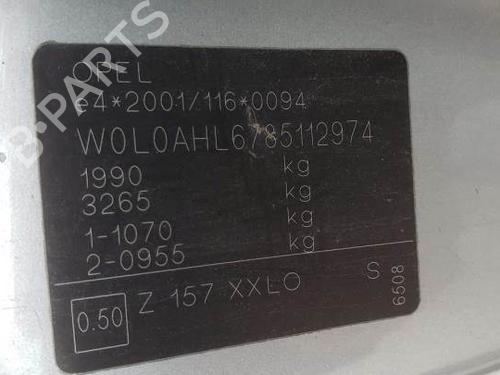 OPEL
e4*2001/116*0094
W0L0AHL6785112974
1990 kg
3265 kg
1-1070 kg
2-0955 kg
0.50 Z 157 XXLO S
6508
B-PARTS